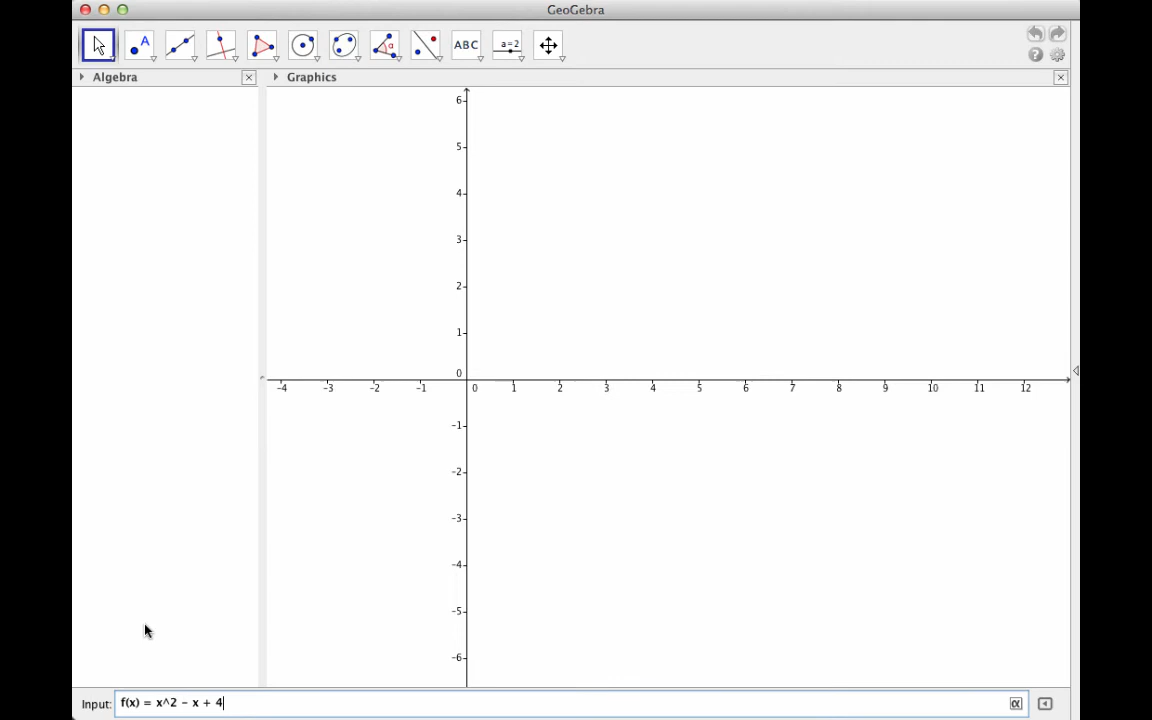 GeoGebra
A α ABC a=2
Algebra Graphics
6
5
4
3
2
1
0
-4 -3 -2 -1 0 1 2 3 4 5 6 7 8 9 10 11 12
-1
-2
-3
-4
-5
-6
Input: f(x) = x^2 - x + 4 α